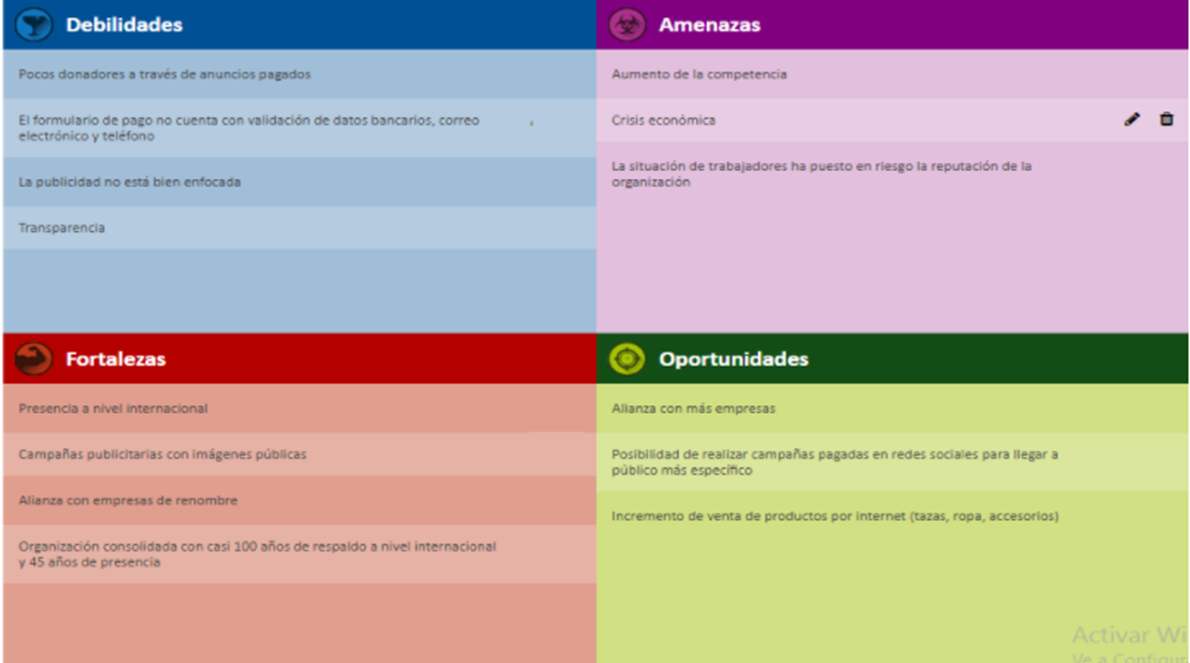 Debilidades
Pocos donadores a través de anuncios pagados
El formulario de pago no cuenta con validación de datos bancarios, correo
electrónico y teléfono
La publicidad no está bien enfocada
Transparencia
Amenazas
Aumento de la competencia
Crisis económica
La situación de trabajadores ha puesto en riesgo la reputación de la
organización
Fortalezas
Presencia a nivel internacional
Campañas publicitarias con imágenes públicas
Alianza con empresas de renombre
Organización consolidada con casi 100 años de respaldo a nivel internacional
y 45 años de presencia
Oportunidades
Alianza con más empresas
Posibilidad de realizar campañas pagadas en redes sociales para llegar a
público más específico
Incremento de venta de productos por internet (tazas, ropa, accesorios)
Activar Wi
Ve a Configur